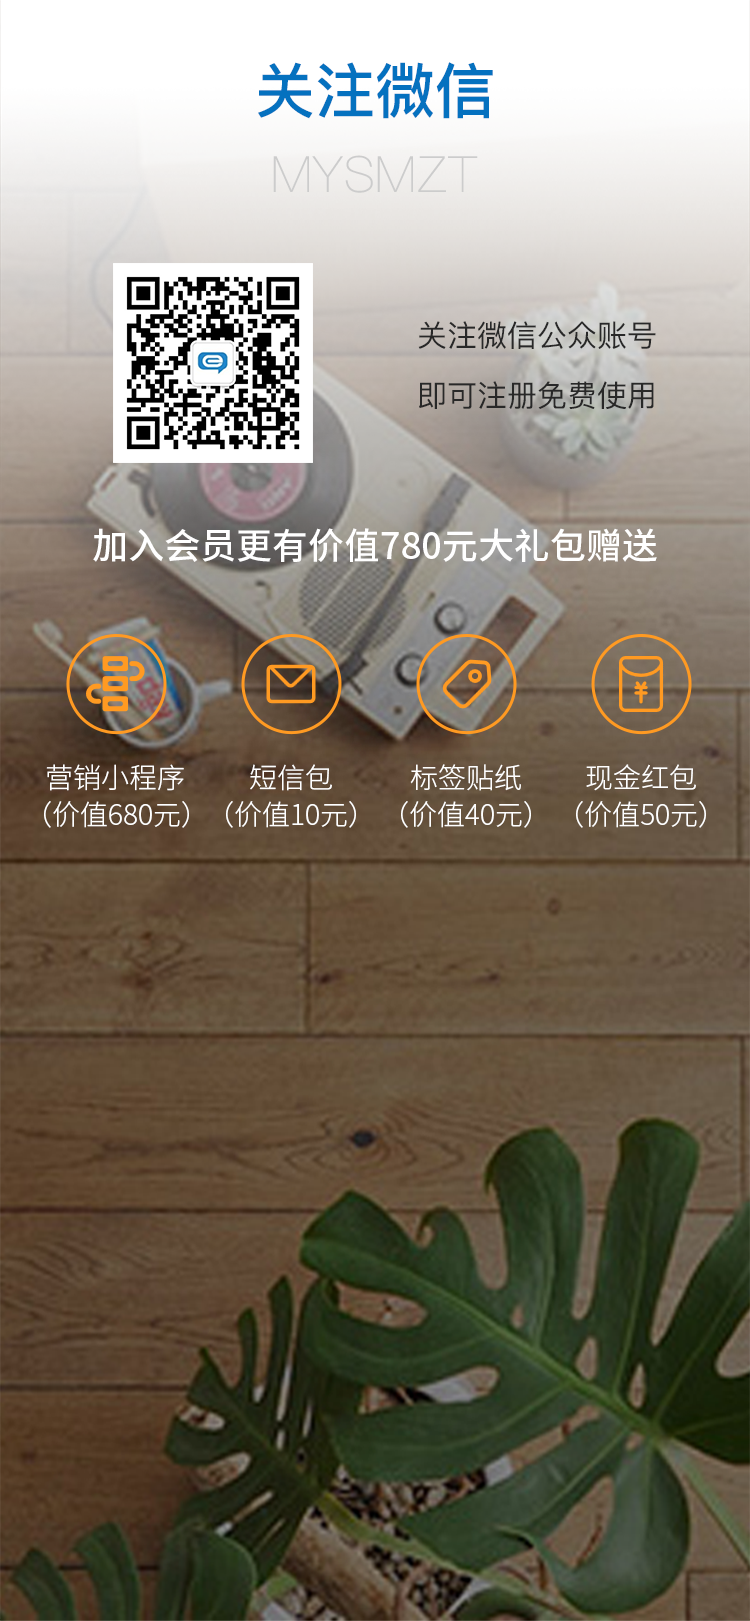 关注微信
MYSMZT
关注微信公众账号
即可注册免费使用
加入会员更有价值780元大礼包赠送
营销小程序
（价值680元）
短信包
（价值10元）
标签贴纸
（价值40元）
现金红包
（价值50元）